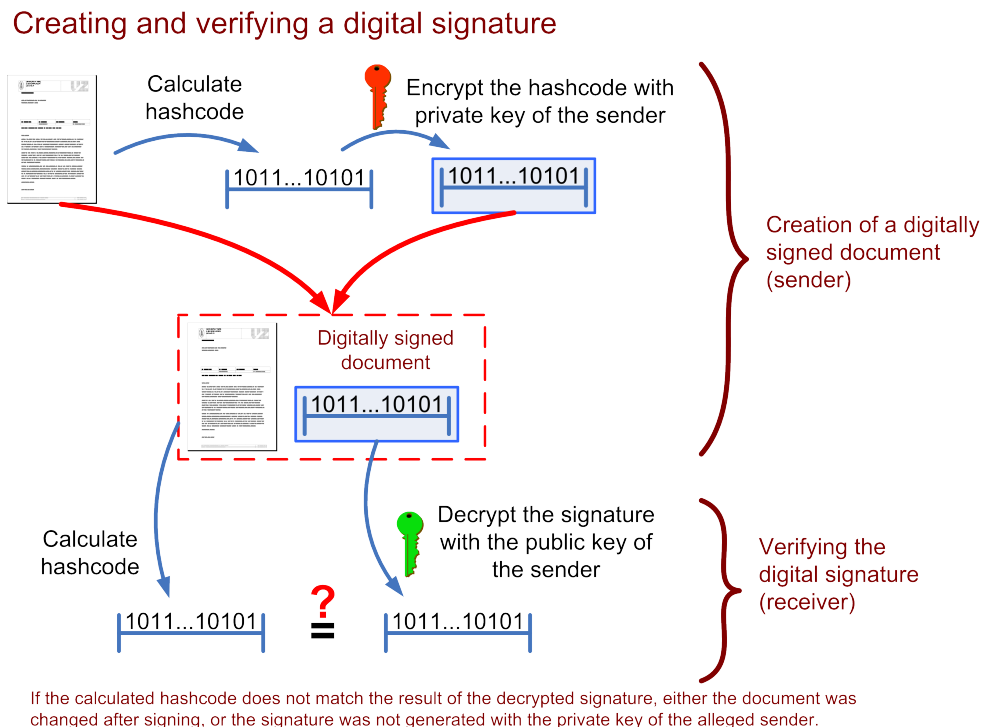 Creating and verifying a digital signature
Calculate
hashcode
Encrypt the hashcode with
private key of the sender
1011...10101
1011...10101
Creation of a digitally
signed document
(sender)
Digitally signed
document
1011...10101
Calculate
hashcode
Decrypt the signature
with the public key of
the sender
Verifying the
digital signature
(receiver)
1011...10101
?
=
1011...10101
If the calculated hashcode does not match the result of the decrypted signature, either the document was
changed after signing, or the signature was not generated with the private key of the alleged sender.